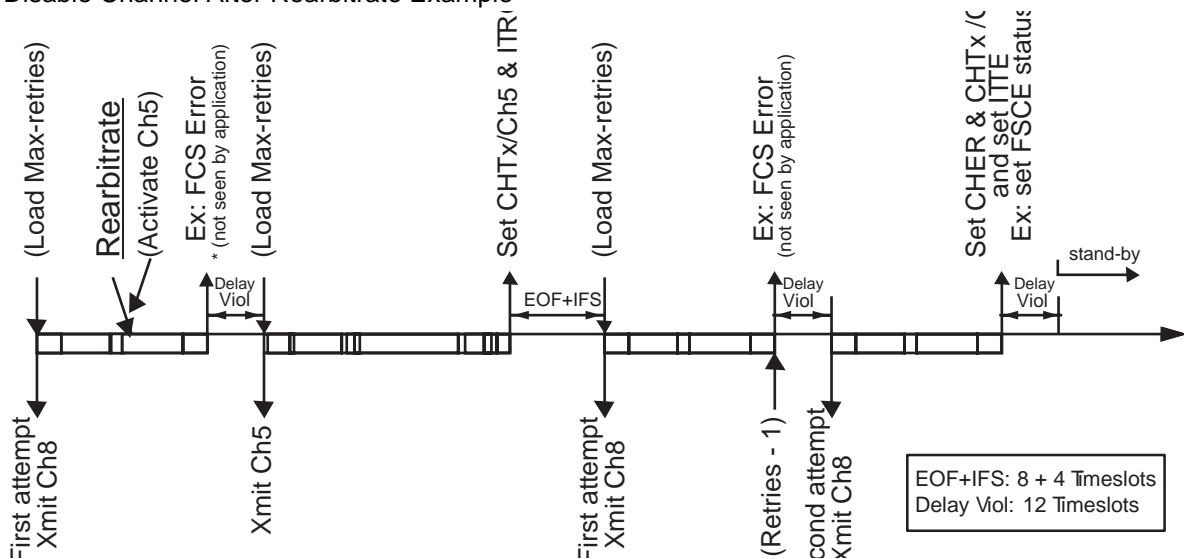 Disable Channel After Rearbitrate Example
(Load Max-retries)
Rearbitrate
(Activate Ch5)
Ex: FCS Error
* (not seen by application)
(Load Max-retries)
Set CHTx/Ch5 &
(Load Max-retries)
Ex: FCS Error
(not seen by application)
Set CHER & CHTx
and set ITTE
Ex: set FSCE status
stand-by
Delay
Viol
EOF+IFS
Delay
Viol
Delay
Viol
First attempt
Xmit Ch8
Xmit Ch5
First attempt
Xmit Ch8
(Retries - 1)
attempt
Xmit Ch8
EOF+IFS: 8 + 4 Timeslots
Delay Viol: 12 Timeslots